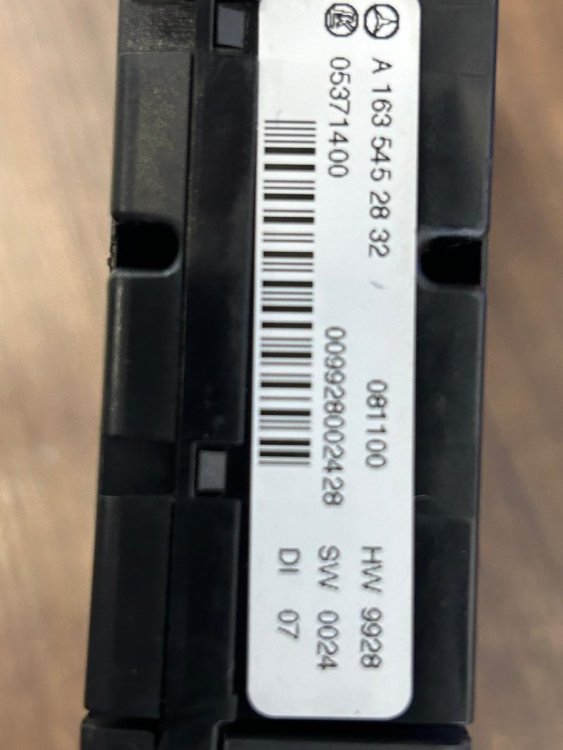 A 163 545 28 32 / 081100 HW 9928
05371400 009928002428 SW 0024
DI 07